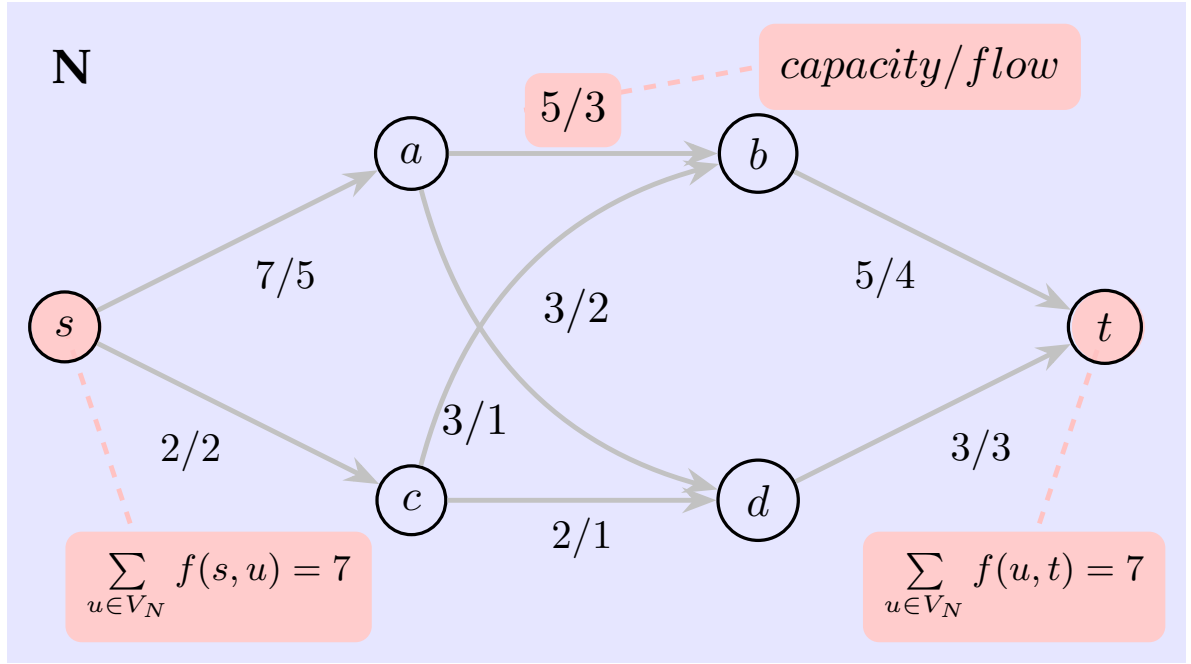 N
capacity/flow
5/3
a
b
7/5
3/2
5/4
s
t
2/2
3/1
3/3
c
d
2/1
∑ f(s, u) = 7
u∈V_N
∑ f(u, t) = 7
u∈V_N